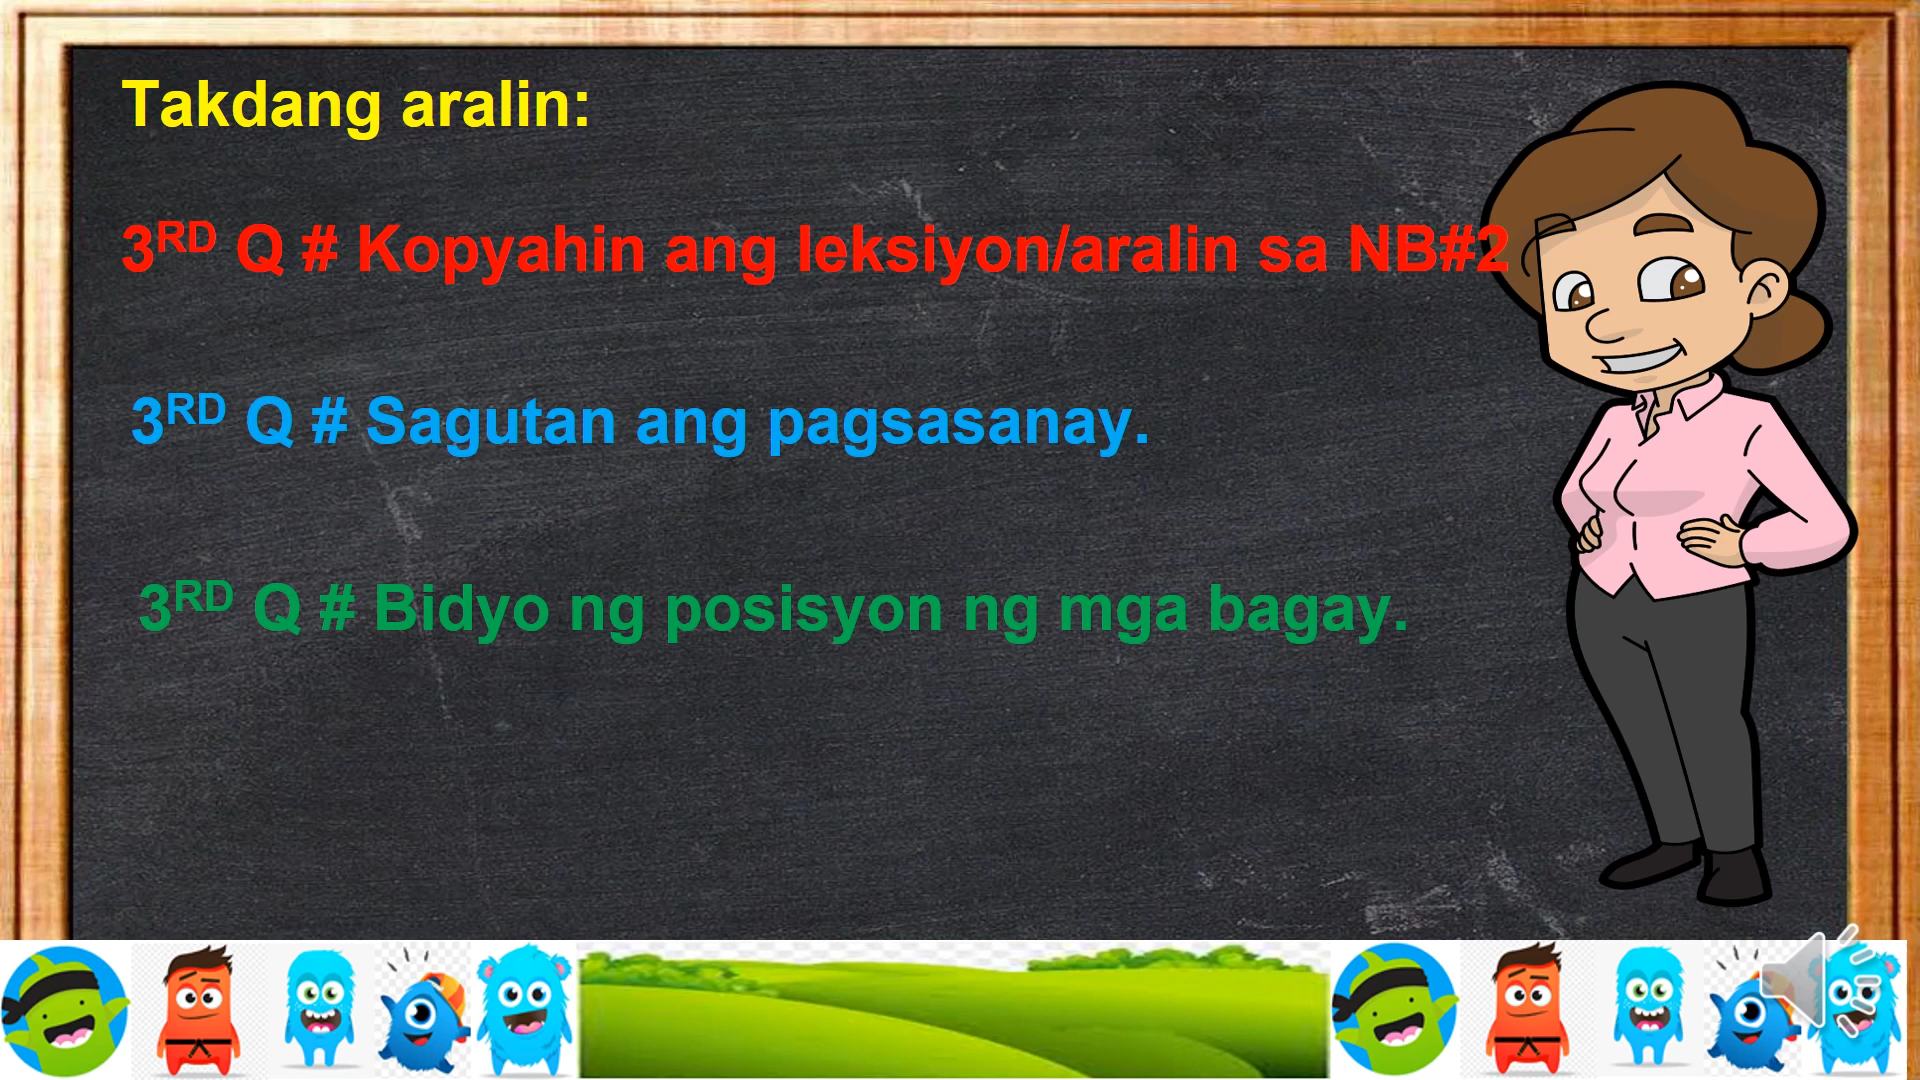 Takdang aralin:
3RD Q # Kopyahin ang leksiyon/aralin sa NB#2
3RD Q # Sagutan ang pagsasanay.
3RD Q # Bidyo ng posisyon ng mga bagay.